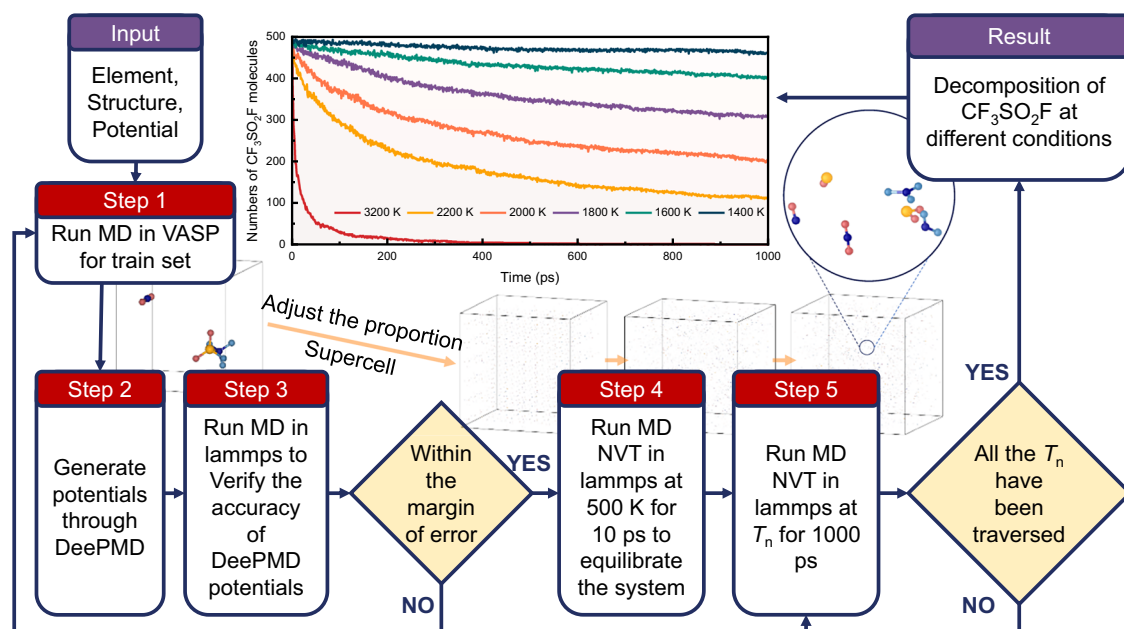 Input
Element,
Structure,
Potential
Numbers of CF₃SO₂F molecules
500
400
300
200
100
0
3200 K 2200 K 2000 K 1800 K 1600 K 1400 K
0 200 400 600 800 1000
Time (ps)
Result
Decomposition of
CF₃SO₂F at
different conditions
Step 1
Run MD in VASP
for train set
Adjust the proportion
Supercell
Step 2
Generate
potentials
through
DeePMD
Step 3
Run MD in
lammps to
Verify the
accuracy
of
DeePMD
potentials
Within
the
margin
of error
YES
NO
Step 4
Run MD
NVT in
lammps at
500 K for
10 ps to
equilibrate
the system
Step 5
Run MD
NVT in
lammps at
Tₙ for 1000
ps
All the Tₙ
have
been
traversed
YES
NO